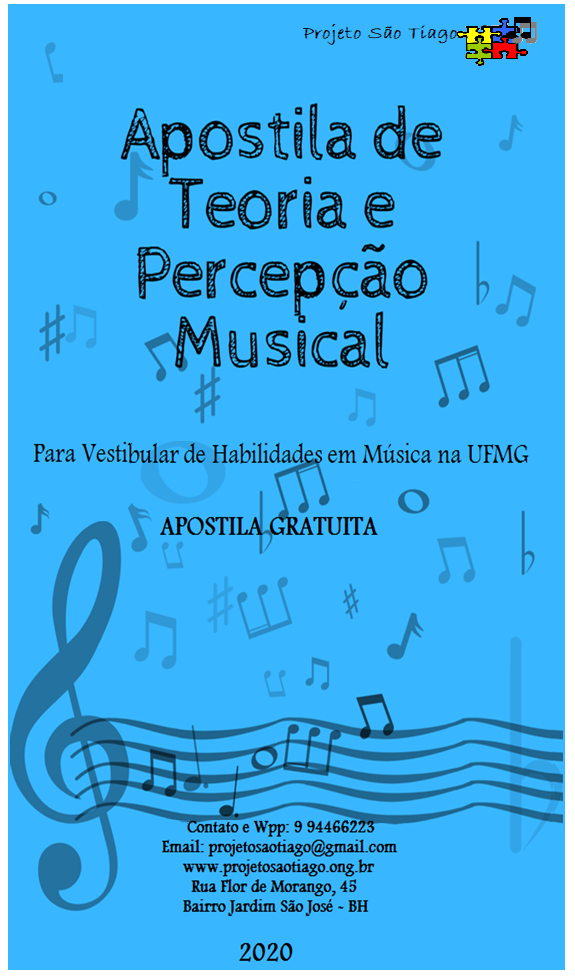 Projeto São Tiago
Apostila de
Teoria e
Percepção
Musical
Para Vestibular de Habilidades em Música na UFMG
APOSTILA GRATUITA
Contato e Wpp: 9 94466223
Email: projetosaotiago@gmail.com
www.projetosaotiago.ong.br
Rua Flor de Morango, 45
Bairro Jardim São José - BH
2020